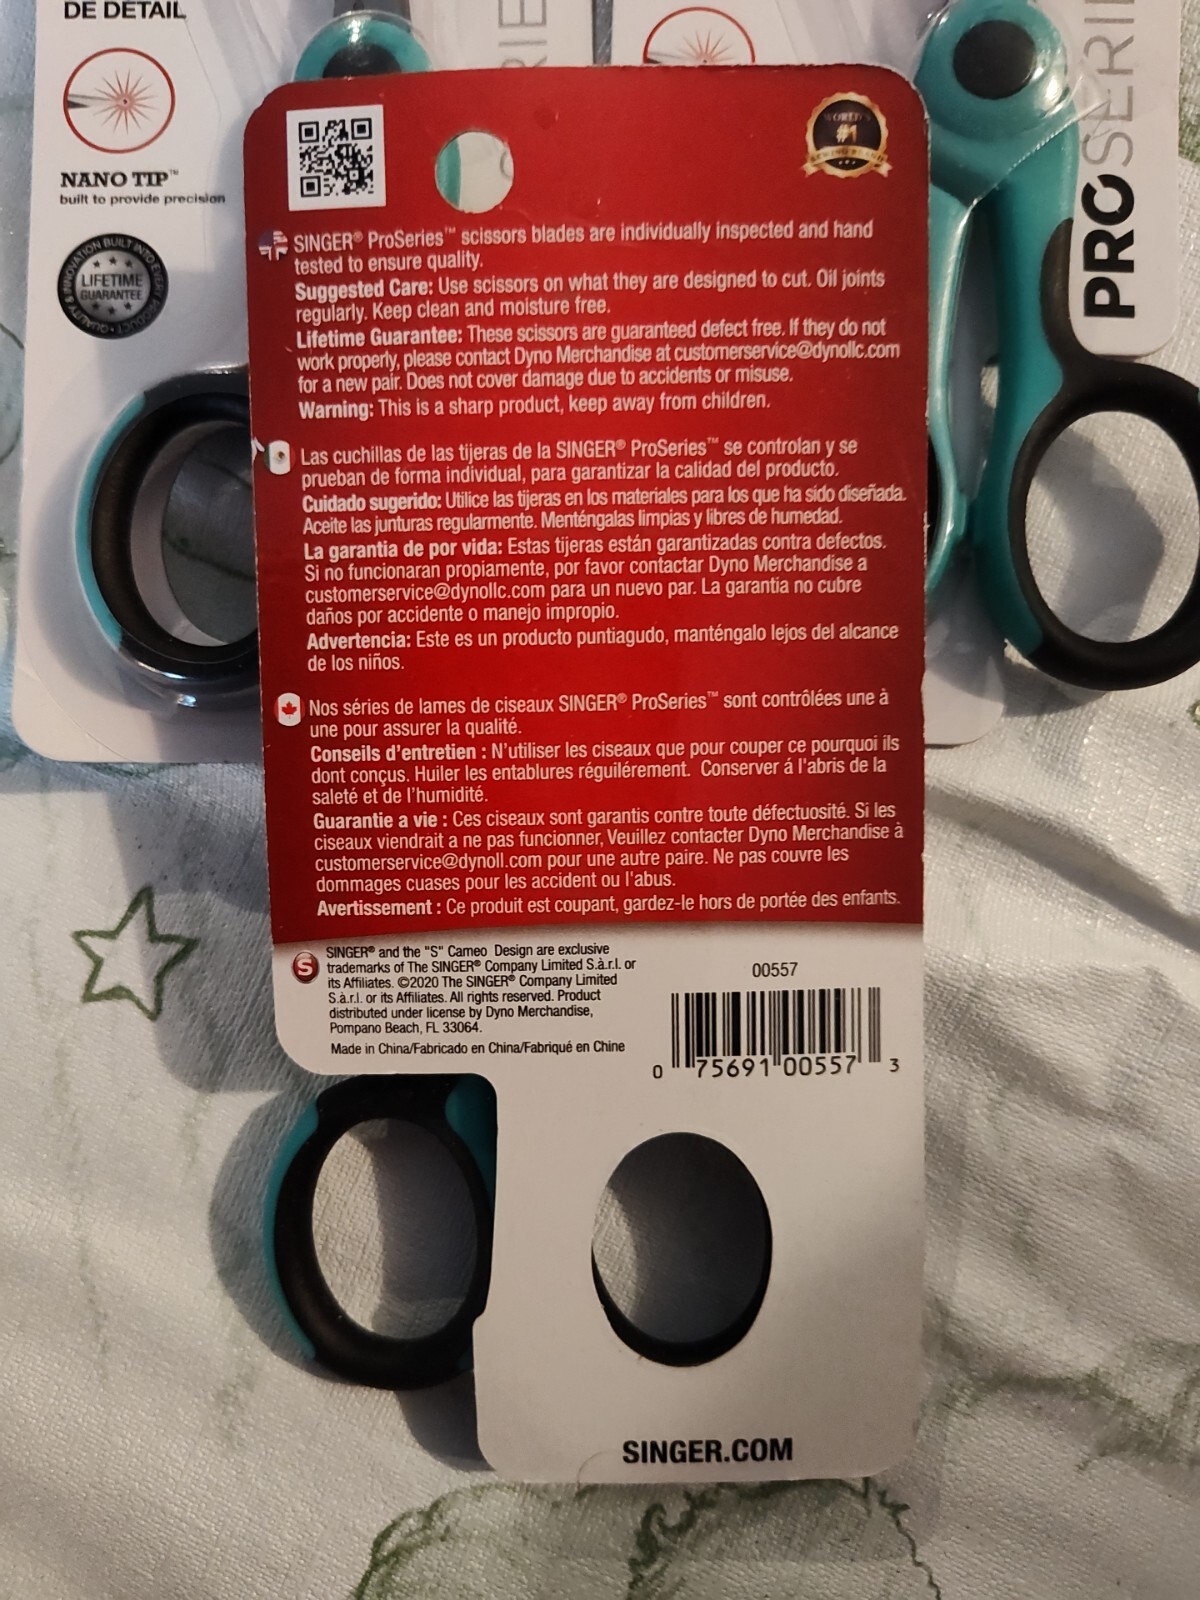 DE DÉTAIL
NANO TIP™
built to provide precision
QUALITY & INNOVATION BUILT INTO EVERY PRODUCT
LIFETIME
GUARANTEE
PROSERI
WORLD'S
#1
SINGER® ProSeries™ scissors blades are individually inspected and hand
tested to ensure quality.
Suggested Care: Use scissors on what they are designed to cut. Oil joints
regularly. Keep clean and moisture free.
Lifetime Guarantee: These scissors are guaranteed defect free. If they do not
work properly, please contact Dyno Merchandise at customerservice@dynollc.com
for a new pair. Does not cover damage due to accidents or misuse.
Warning: This is a sharp product, keep away from children.
Las cuchillas de las tijeras de la SINGER® ProSeries™ se controlan y se
prueban de forma individual, para garantizar la calidad del producto.
Cuidado sugerido: Utilice las tijeras en los materiales para los que ha sido diseñada.
Aceite las junturas regularmente. Menténgalas limpias y libres de humedad.
La garantia de por vida: Estas tijeras están garantizadas contra defectos.
Si no funcionaran propiamente, por favor contactar Dyno Merchandise a
customerservice@dynollc.com para un nuevo par. La garantia no cubre
daños por accidente o manejo impropio.
Advertencia: Este es un producto puntiagudo, manténgalo lejos del alcance
de los niños.
Nos séries de lames de ciseaux SINGER® ProSeries™ sont contrôlées une à
une pour assurer la qualité.
Conseils d'entretien : N'utiliser les ciseaux que pour couper ce pourquoi ils
dont conçus. Huiler les entablures réguilérement. Conserver á l'abris de la
saleté et de l'humidité.
Guarantie a vie : Ces ciseaux sont garantis contre toute défectuosité. Si les
ciseaux viendrait a ne pas funcionner, Veuillez contacter Dyno Merchandise à
customerservice@dynoll.com pour une autre paire. Ne pas couvre les
dommages cuases pour les accident ou l'abus.
Avertissement : Ce produit est coupant, gardez-le hors de portée des enfants.
S
SINGER® and the "S" Cameo Design are exclusive
trademarks of The SINGER® Company Limited S.à.r.l. or
its Affiliates. ©2020 The SINGER® Company Limited
S.à.r.l. or its Affiliates. All rights reserved. Product
distributed under license by Dyno Merchandise,
Pompano Beach, FL 33064.
Made in China/Fabricado en China/Fabriqué en Chine
00557
0 75691 00557 3
SINGER.COM